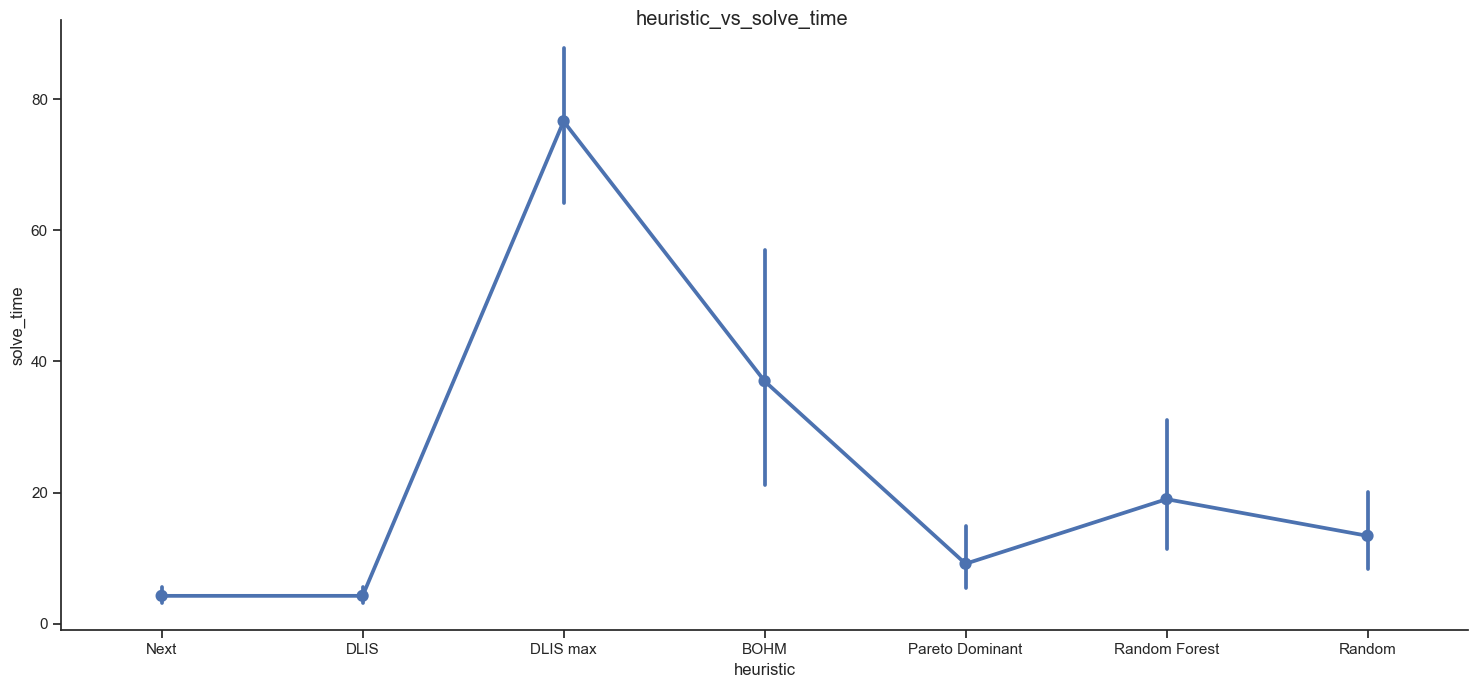 heuristic_vs_solve_time
solve_time
80
60
40
20
0
Next DLIS DLIS max BOHM Pareto Dominant Random Forest Random
heuristic